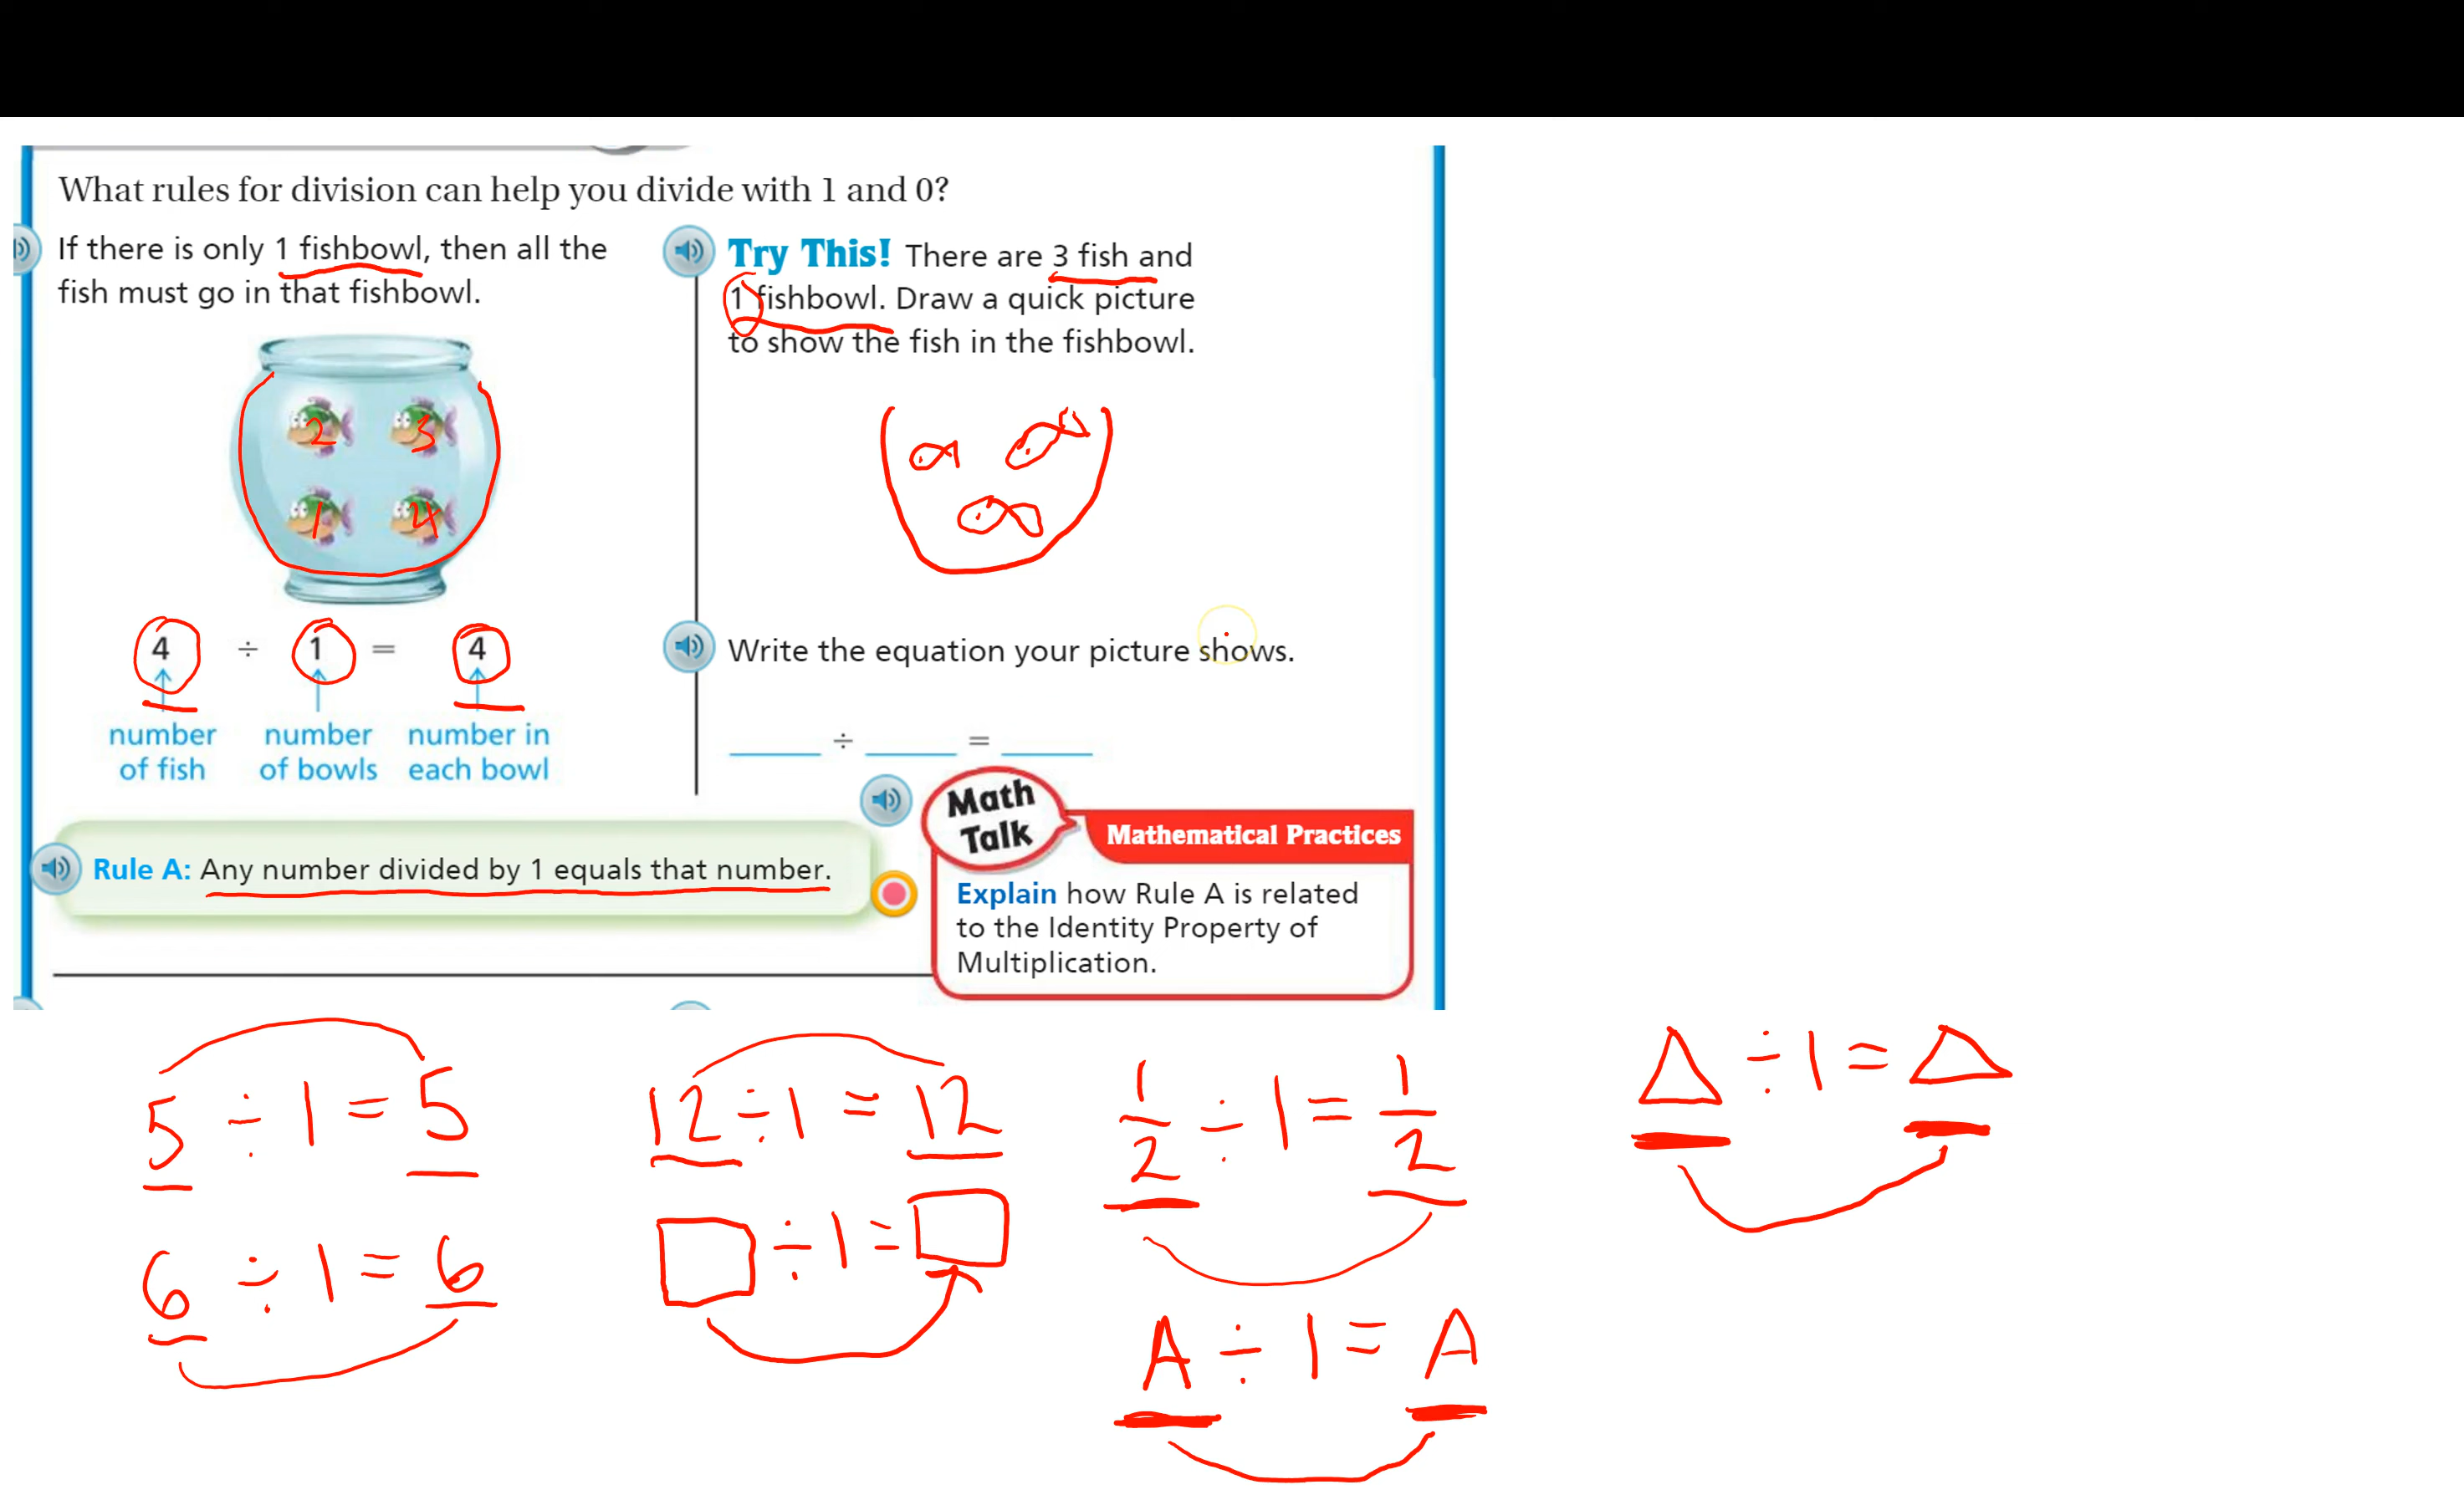 What rules for division can help you divide with 1 and 0?
If there is only 1 fishbowl, then all the
fish must go in that fishbowl.
2 3
1 4
4 ÷ 1 = 4
number of fish
number of bowls
number in each bowl
Try This! There are 3 fish and
1 fishbowl. Draw a quick picture
to show the fish in the fishbowl.
Write the equation your picture shows.
____ ÷ ____ = ____
Rule A: Any number divided by 1 equals that number.
Math
Talk
Mathematical Practices
Explain how Rule A is related
to the Identity Property of
Multiplication.
5 ÷ 1 = 5
6 ÷ 1 = 6
12 ÷ 1 = 12
□ ÷ 1 = □
1/2 ÷ 1 = 1/2
A ÷ 1 = A
△ ÷ 1 = △